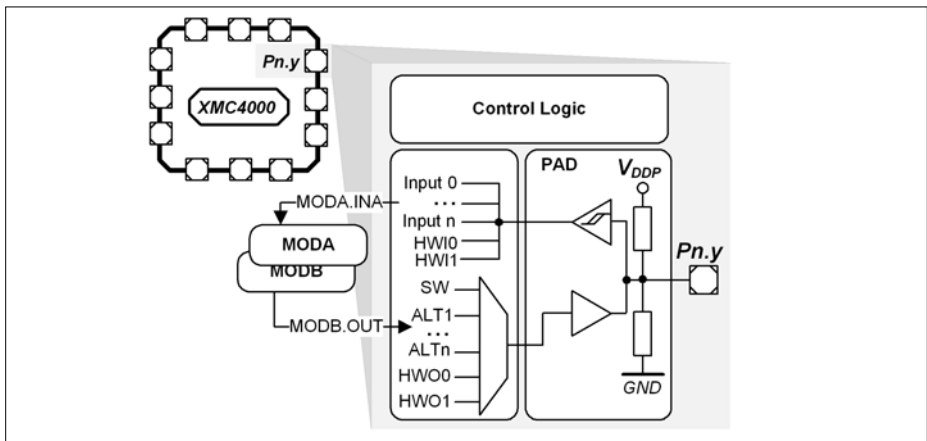 Pn.y
XMC4000
Control Logic
PAD
VDDP
Input 0
...
Input n
HWI0
HWI1
MODA.INA
MODA
MODB
MODB.OUT
SW
ALT1
...
ALTn
HWO0
HWO1
Pn.y
GND